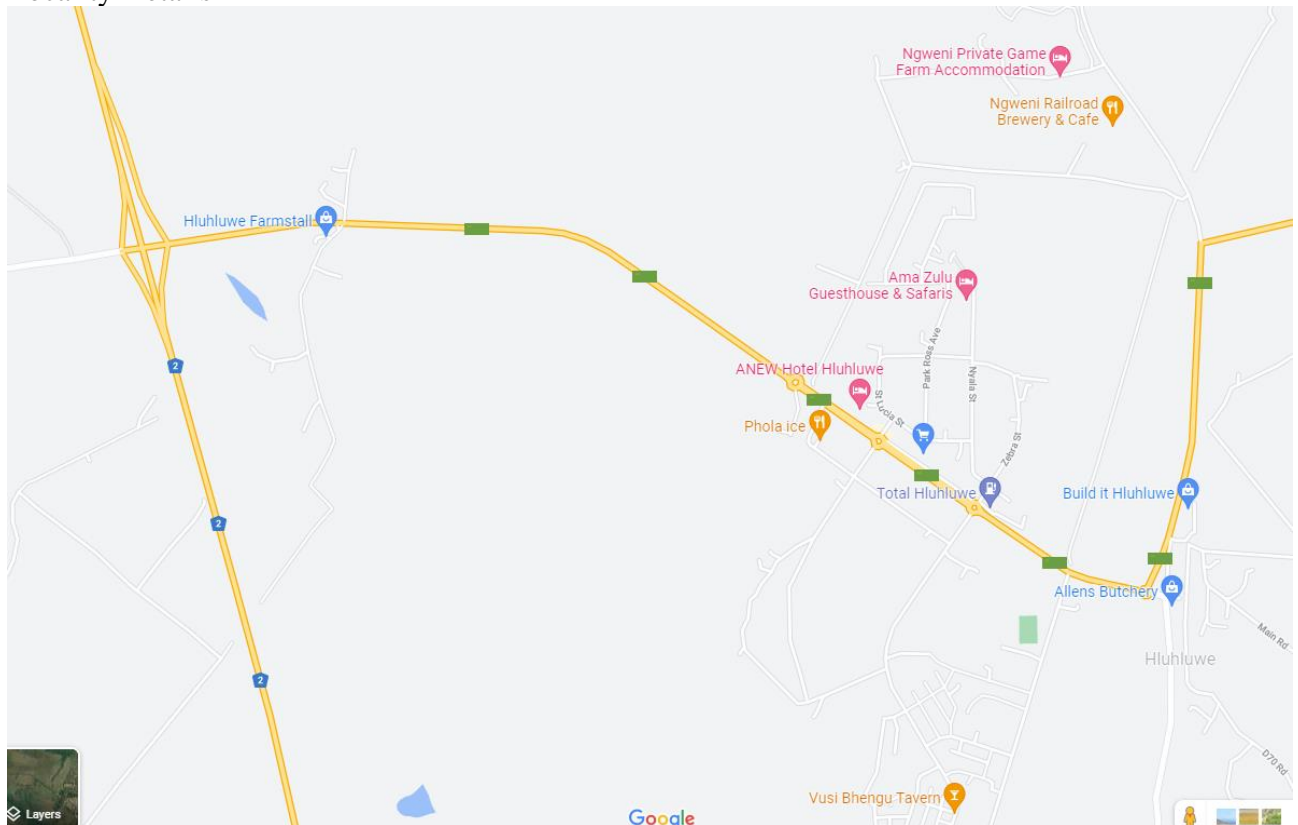 Ngweni Private Game
Farm Accommodation
Ngweni Railroad
Brewery & Cafe
Hluhluwe Farmstall
Ama Zulu
Guesthouse & Safaris
Park Ross Ave
Nyala St
ANEW Hotel Hluhluwe
2
St Lucia St
Phola ice
Zebra St
Total Hluhluwe
Build it Hluhluwe
2
Allens Butchery
Main Rd
Hluhluwe
2
D70 Rd
Vusi Bhengu Tavern
Layers
Google